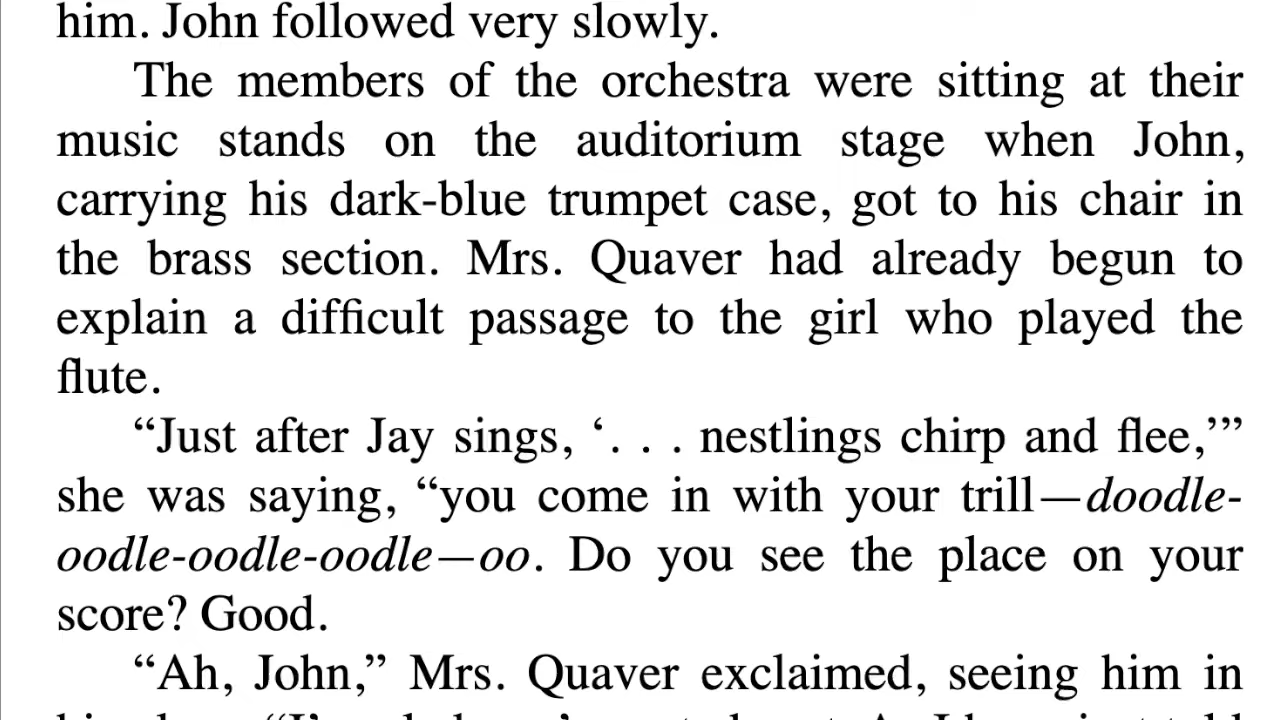 him. John followed very slowly.
The members of the orchestra were sitting at their
music stands on the auditorium stage when John,
carrying his dark-blue trumpet case, got to his chair in
the brass section. Mrs. Quaver had already begun to
explain a difficult passage to the girl who played the
flute.
“Just after Jay sings, ‘. . . nestlings chirp and flee,’”
she was saying, “you come in with your trill—doodle-
oodle-oodle-oodle—oo. Do you see the place on your
score? Good.
“Ah, John,” Mrs. Quaver exclaimed, seeing him in